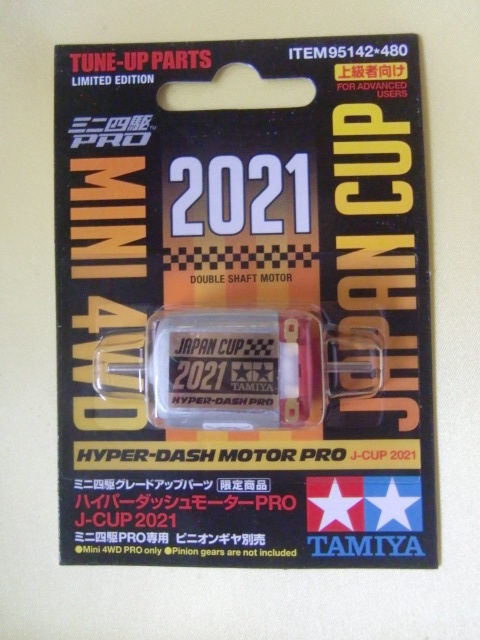 TUNE-UP PARTS
LIMITED EDITION
ITEM95142*480
上級者向け
FOR ADVANCED
USERS
ミニ四駆™
PRO
MINI 4WD
JAPAN CUP
2021
DOUBLE SHAFT MOTOR
JAPAN CUP
2021
TAMIYA
HYPER-DASH PRO
HYPER-DASH MOTOR PRO J-CUP 2021
ミニ四駆グレードアップパーツ 限定商品
ハイパーダッシュモーターPRO
J-CUP 2021
ミニ四駆PRO専用 ピニオンギヤ別売
●Mini 4WD PRO only ●Pinion gears are not included
TAMIYA